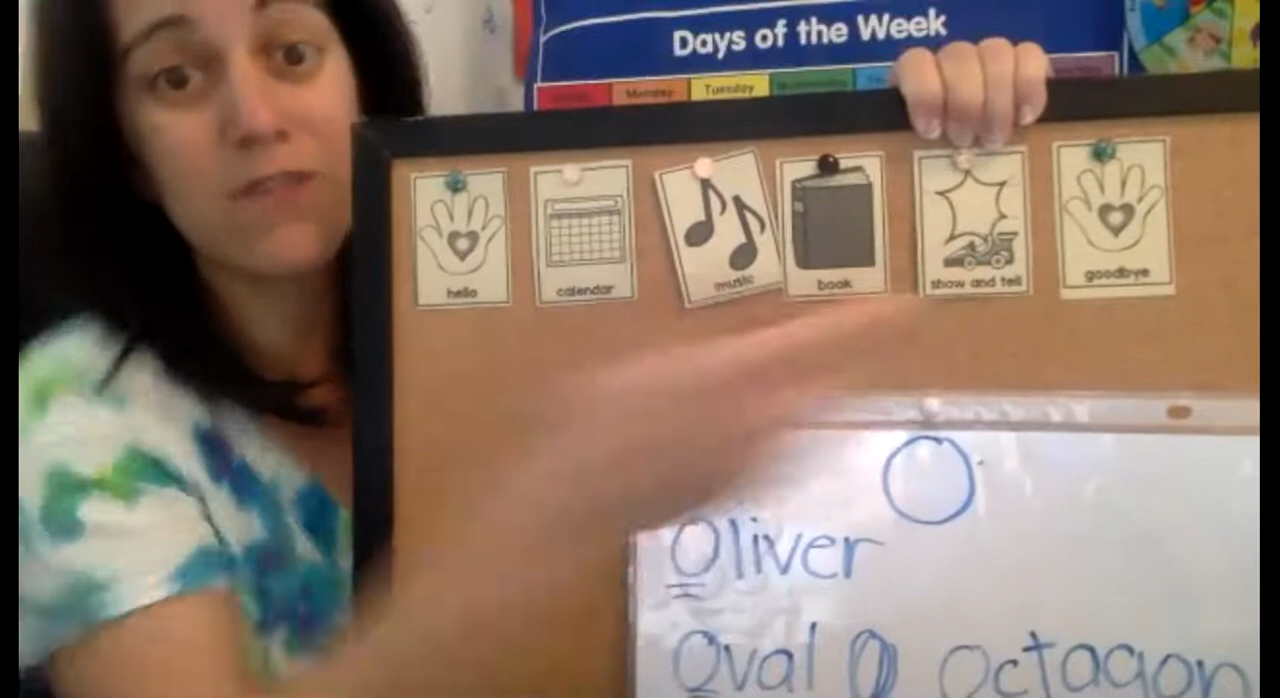 Days of the Week
Monday Tuesday
hello calendar music book show and tell goodbye
O
Oliver
Oval O Octagon